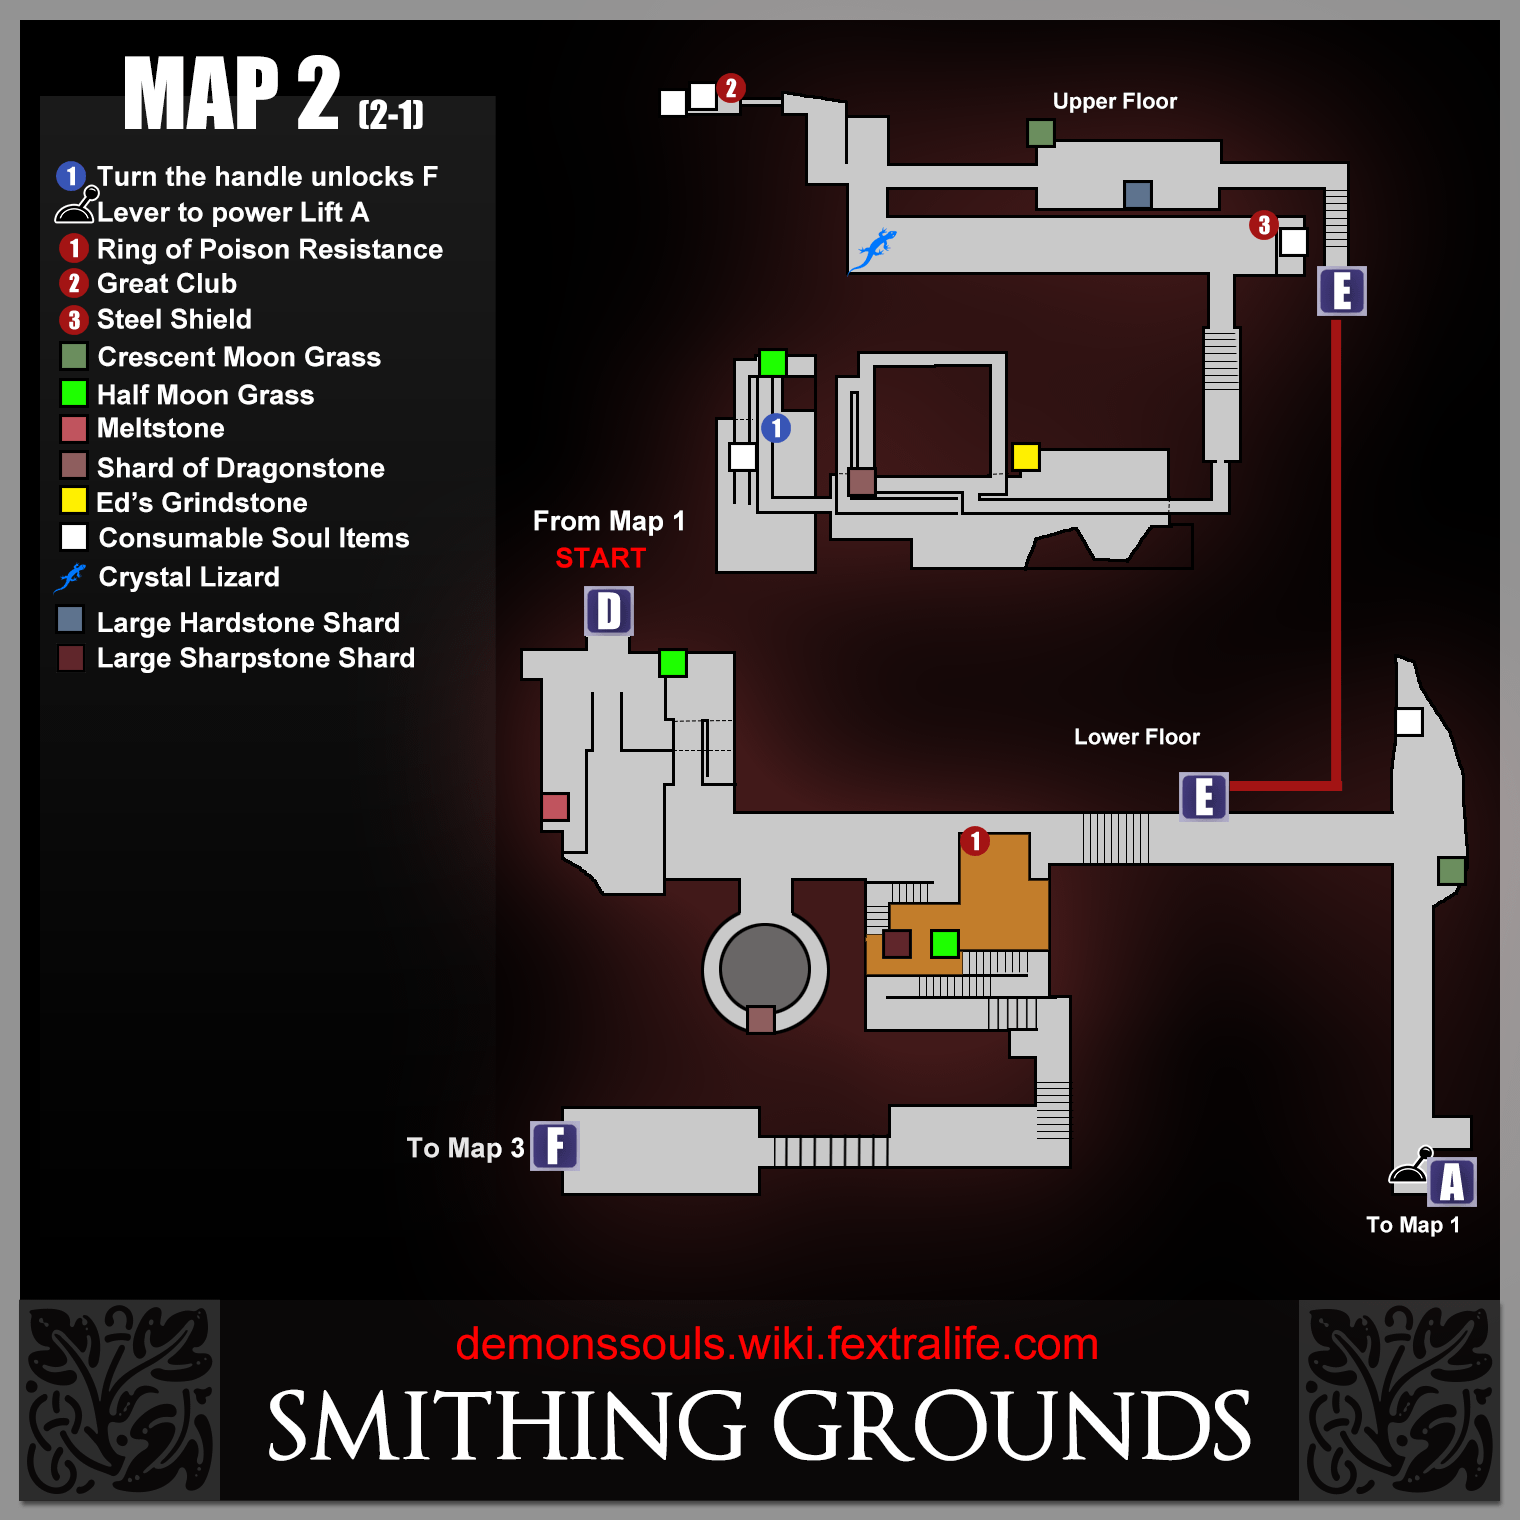 MAP 2 (2-1)
1 Turn the handle unlocks F
Lever to power Lift A
1 Ring of Poison Resistance
2 Great Club
3 Steel Shield
Crescent Moon Grass
Half Moon Grass
Meltstone
Shard of Dragonstone
Ed's Grindstone
Consumable Soul Items
Crystal Lizard
Large Hardstone Shard
Large Sharpstone Shard
2
Upper Floor
3
E
1
From Map 1
START
D
Lower Floor
E
1
To Map 3 F
A
To Map 1
demonssouls.wiki.fextralife.com
SMITHING GROUNDS